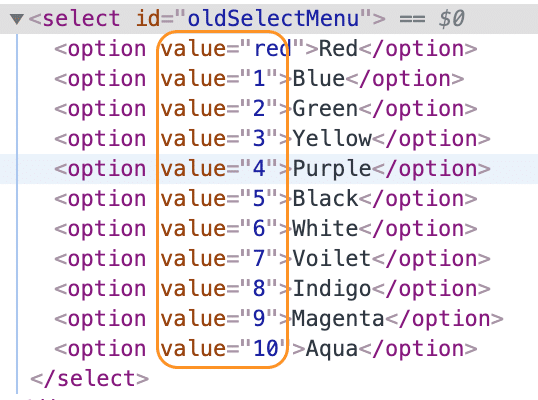 ▼<select id="oldSelectMenu"> == $0
<option value="red">Red</option>
<option value="1">Blue</option>
<option value="2">Green</option>
<option value="3">Yellow</option>
<option value="4">Purple</option>
<option value="5">Black</option>
<option value="6">White</option>
<option value="7">Voilet</option>
<option value="8">Indigo</option>
<option value="9">Magenta</option>
<option value="10">Aqua</option>
</select>